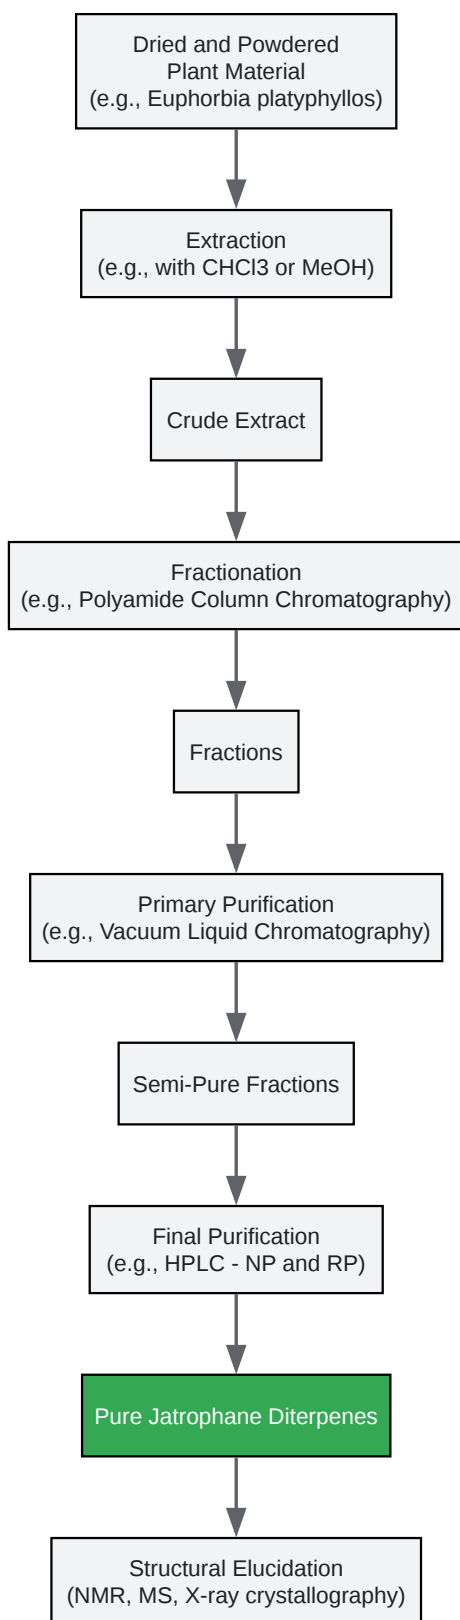 Dried and Powdered
Plant Material
(e.g., Euphorbia platyphyllos)
Extraction
(e.g., with CHCl3 or MeOH)
Crude Extract
Fractionation
(e.g., Polyamide Column Chromatography)
Fractions
Primary Purification
(e.g., Vacuum Liquid Chromatography)
Semi-Pure Fractions
Final Purification
(e.g., HPLC - NP and RP)
Pure Jatrophane Diterpenes
Structural Elucidation
(NMR, MS, X-ray crystallography)